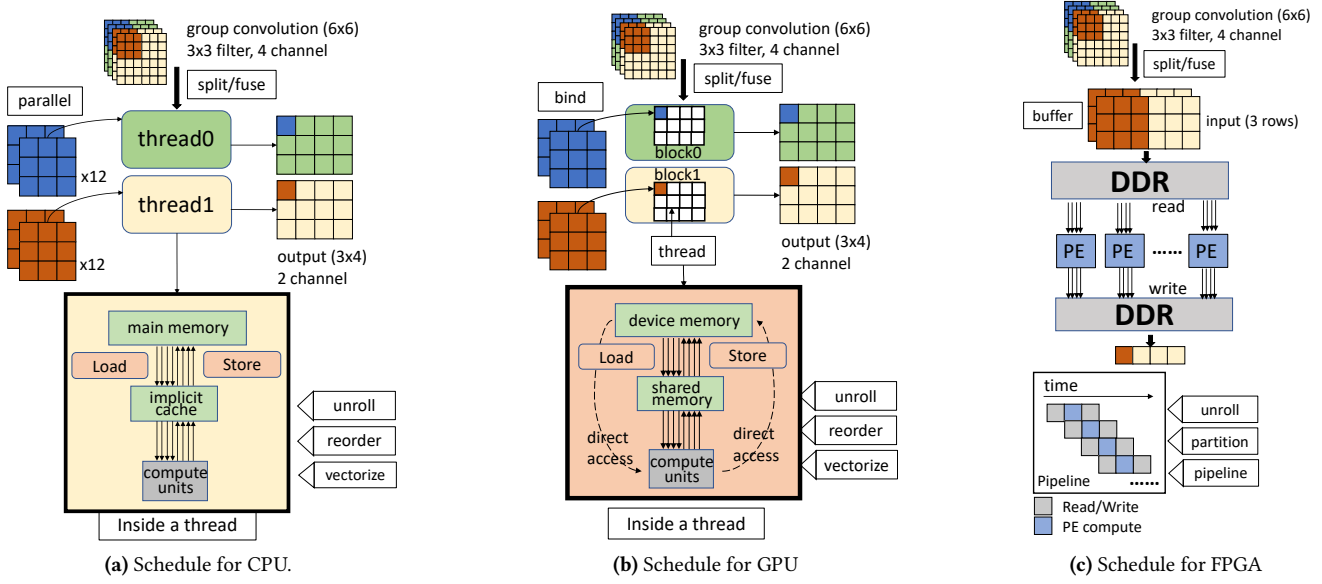 group convolution (6x6)
3x3 filter, 4 channel
split/fuse
parallel
thread0
x12
thread1
x12
output (3x4)
2 channel
main memory
Load
Store
implicit
cache
compute
units
unroll
reorder
vectorize
Inside a thread
(a) Schedule for CPU.
group convolution (6x6)
3x3 filter, 4 channel
split/fuse
bind
block0
block1
thread
output (3x4)
2 channel
device memory
Load
Store
shared
memory
direct
access
direct
access
compute
units
unroll
reorder
vectorize
Inside a thread
(b) Schedule for GPU
group convolution (6x6)
3x3 filter, 4 channel
split/fuse
buffer
input (3 rows)
DDR
read
PE
PE
......
PE
write
DDR
time
Pipeline
......
unroll
partition
pipeline
Read/Write
PE compute
(c) Schedule for FPGA